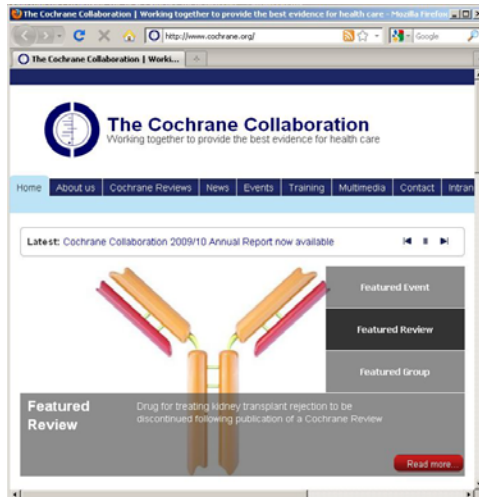 The Cochrane Collaboration | Working together to provide the best evidence for health care - Mozilla Firefox
http://www.cochrane.org/
Google
The Cochrane Collaboration | Worki...
The Cochrane Collaboration
Working together to provide the best evidence for health care
Home About us Cochrane Reviews News Events Training Multimedia Contact Intran
Latest: Cochrane Collaboration 2009/10 Annual Report now available
Featured Event
Featured Review
Featured Group
Featured Review
Drug for treating kidney transplant rejection to be
discontinued following publication of a Cochrane Review
Read more...